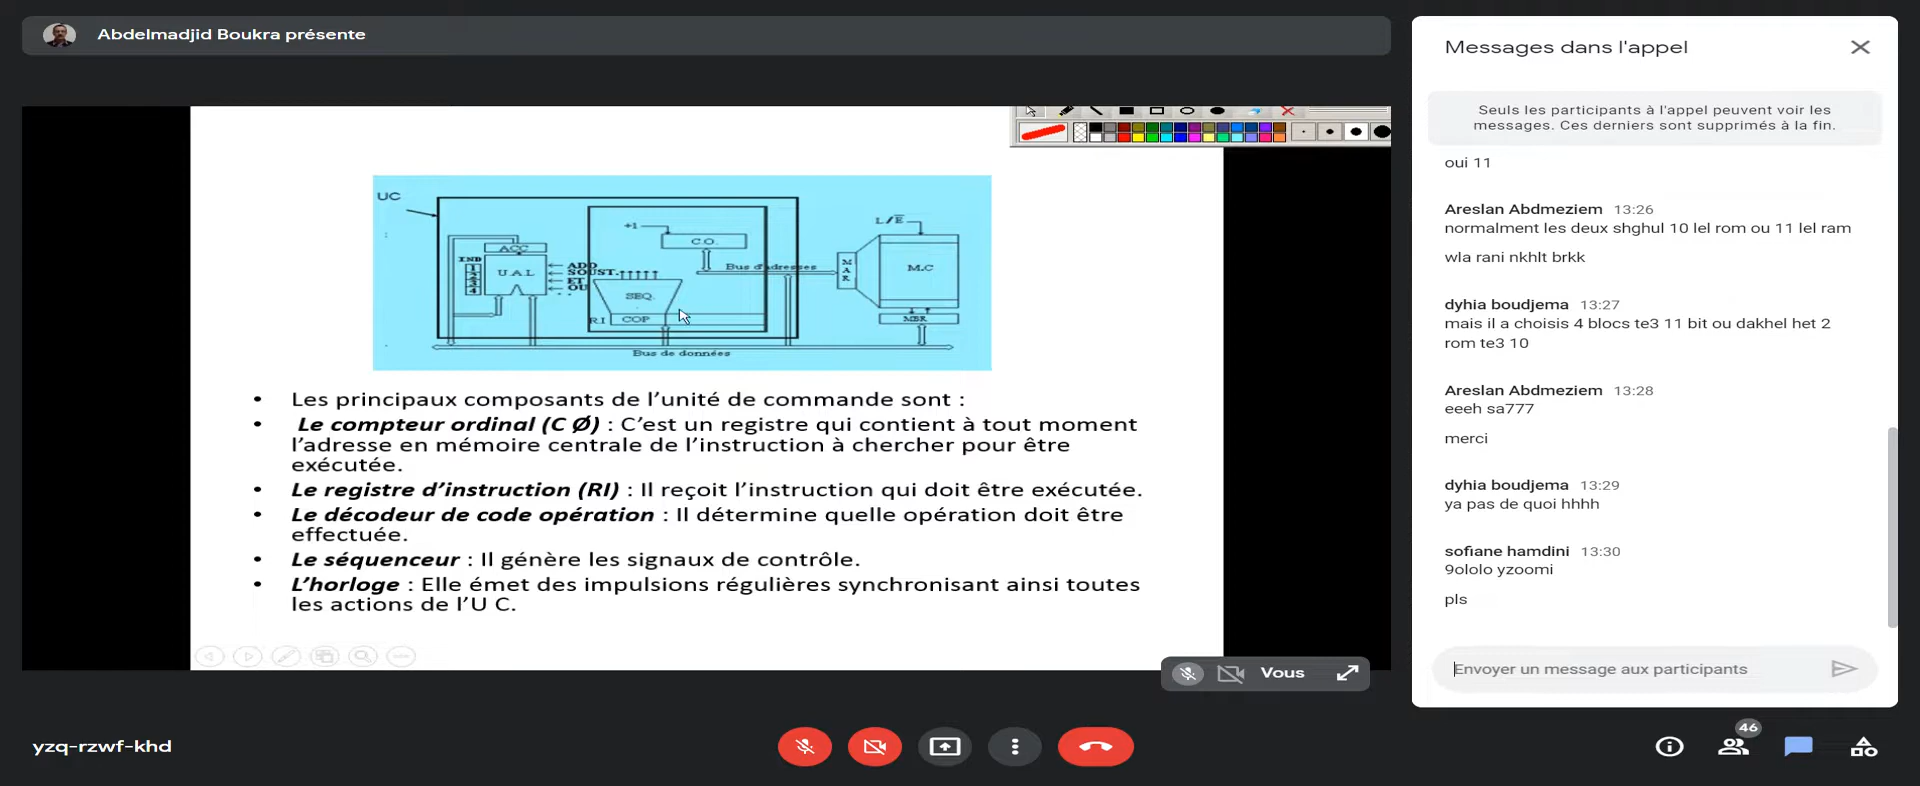 Abdelmadjid Boukra présente
UC
+1
C.O.
L/E
ACC
IND
1
2
3
4
U.A.L
ADD
SOUST.
ET
OU
Bus d'adresses
MAR
M.C
SEQ.
RI
COP
MBR
Bus de données
• Les principaux composants de l'unité de commande sont :
• Le compteur ordinal (C Ø) : C'est un registre qui contient à tout moment
l'adresse en mémoire centrale de l'instruction à chercher pour être
exécutée.
• Le registre d'instruction (RI) : Il reçoit l'instruction qui doit être exécutée.
• Le décodeur de code opération : Il détermine quelle opération doit être
effectuée.
• Le séquenceur : Il génère les signaux de contrôle.
• L'horloge : Elle émet des impulsions régulières synchronisant ainsi toutes
les actions de l'U C.
Vous
yzq-rzwf-khd
Messages dans l'appel
Seuls les participants à l'appel peuvent voir les
messages. Ces derniers sont supprimés à la fin.
oui 11
Areslan Abdmeziem 13:26
normalment les deux shghul 10 lel rom ou 11 lel ram
wla rani nkhlt brkk
dyhia boudjema 13:27
mais il a choisis 4 blocs te3 11 bit ou dakhel het 2
rom te3 10
Areslan Abdmeziem 13:28
eeeh sa777
merci
dyhia boudjema 13:29
ya pas de quoi hhhh
sofiane hamdini 13:30
9ololo yzoomi
pls
Envoyer un message aux participants
46